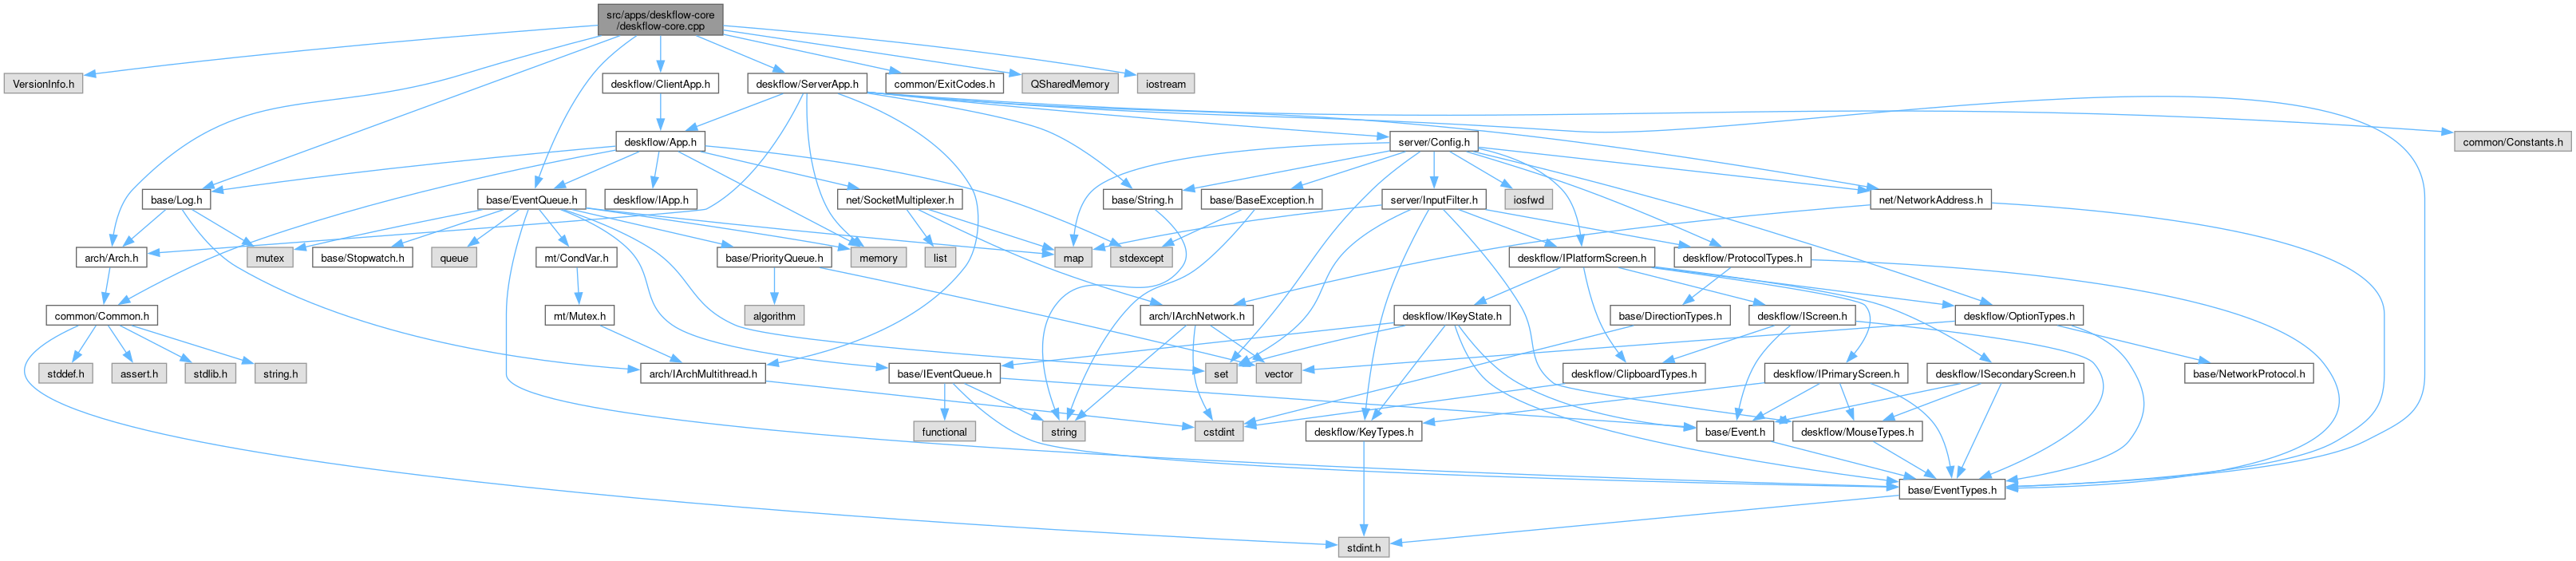 src/apps/deskflow-core
/deskflow-core.cpp
VersionInfo.h
deskflow/ClientApp.h
deskflow/ServerApp.h
common/ExitCodes.h
QSharedMemory
iostream
deskflow/App.h
server/Config.h
common/Constants.h
base/Log.h
base/EventQueue.h
deskflow/IApp.h
net/SocketMultiplexer.h
base/String.h
base/BaseException.h
server/InputFilter.h
iosfwd
net/NetworkAddress.h
arch/Arch.h
mutex
base/Stopwatch.h
queue
mt/CondVar.h
base/PriorityQueue.h
memory
list
map
stdexcept
deskflow/IPlatformScreen.h
deskflow/ProtocolTypes.h
common/Common.h
mt/Mutex.h
algorithm
arch/IArchNetwork.h
deskflow/IKeyState.h
base/DirectionTypes.h
deskflow/IScreen.h
deskflow/OptionTypes.h
stddef.h
assert.h
stdlib.h
string.h
arch/IArchMultithread.h
base/IEventQueue.h
set
vector
deskflow/ClipboardTypes.h
deskflow/IPrimaryScreen.h
deskflow/ISecondaryScreen.h
base/NetworkProtocol.h
functional
string
cstdint
deskflow/KeyTypes.h
base/Event.h
deskflow/MouseTypes.h
base/EventTypes.h
stdint.h